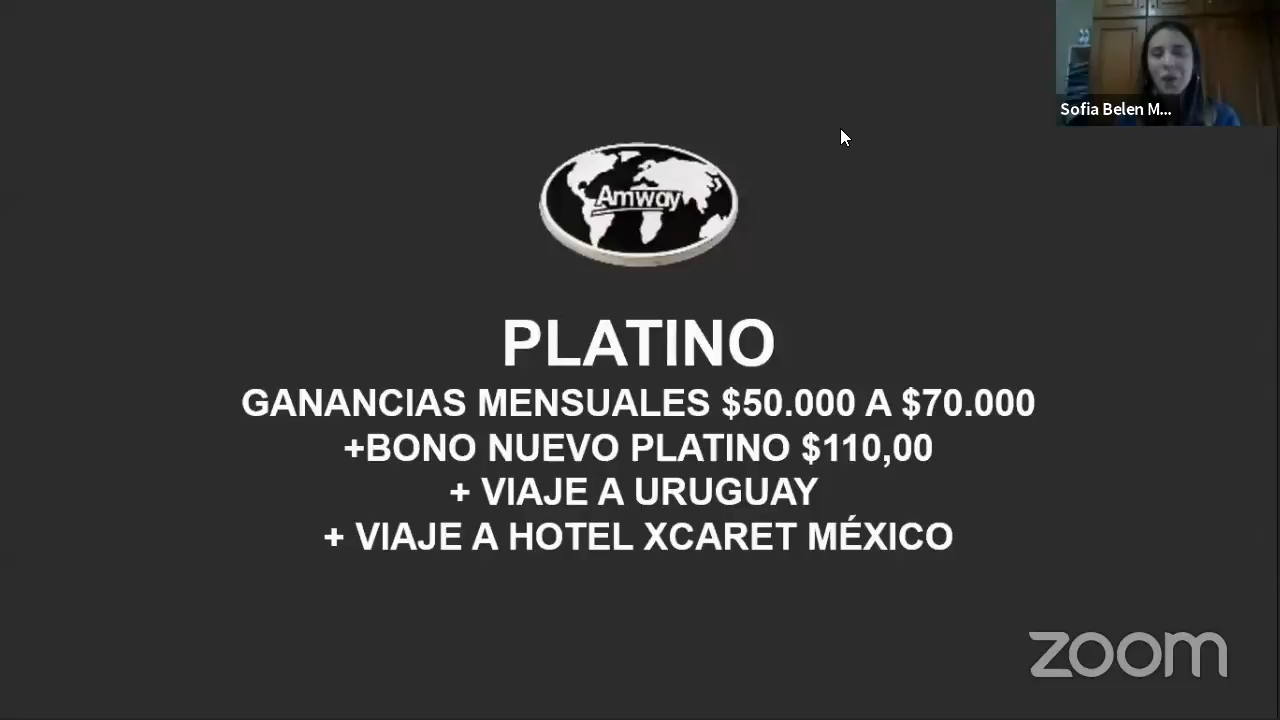 Sofia Belen M...
Amway
PLATINO
GANANCIAS MENSUALES $50.000 A $70.000
+BONO NUEVO PLATINO $110,00
+ VIAJE A URUGUAY
+ VIAJE A HOTEL XCARET MÉXICO
zoom